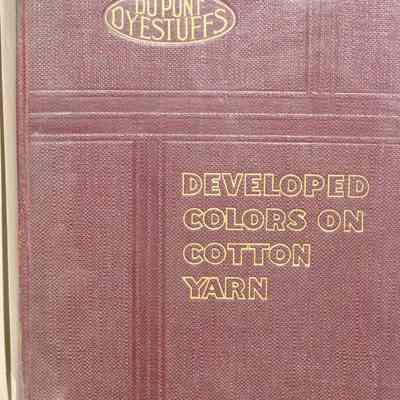 DU PONT
DYESTUFFS
DEVELOPED
COLORS ON
COTTON
YARN